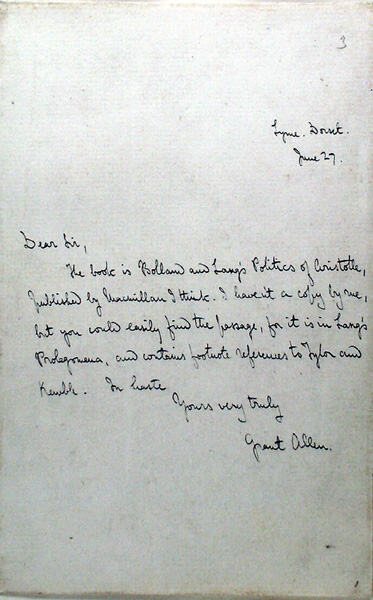 3
Lyme. Dorset.
June 27.
Dear Sir,
The book is Bolland and Lang's Politics of Aristotle,
published by Macmillan I think. I haven't a copy by me,
but you could easily find the passage, for it is in Lang's
Prolegomena, and contains footnote references to Tylor and
Kemble. In haste
Yours very truly
Grant Allen.